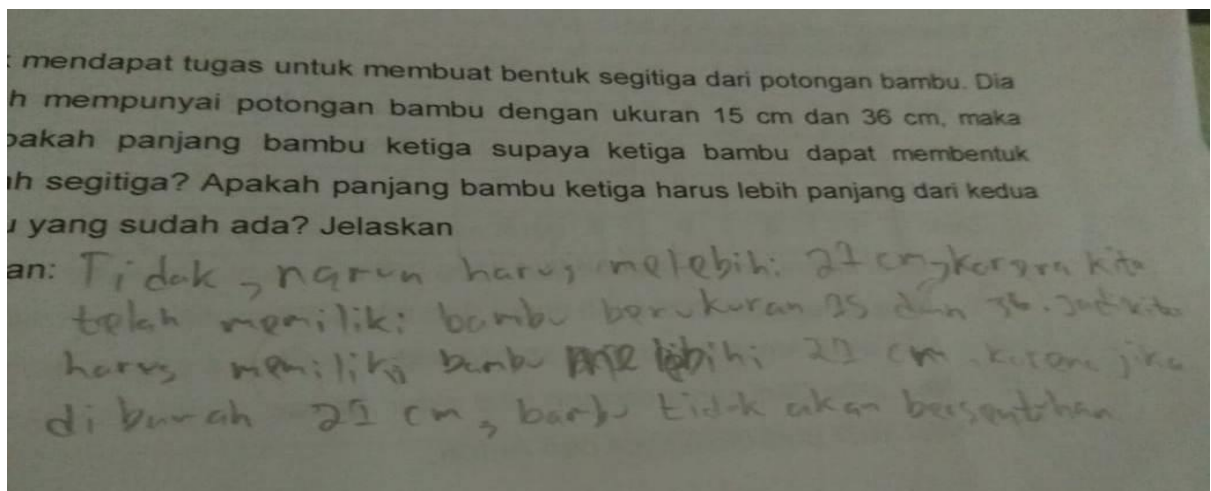 mendapat tugas untuk membuat bentuk segitiga dari potongan bambu. Dia
h mempunyai potongan bambu dengan ukuran 15 cm dan 36 cm, maka
pakah panjang bambu ketiga supaya ketiga bambu dapat membentuk
ah segitiga? Apakah panjang bambu ketiga harus lebih panjang dari kedua
u yang sudah ada? Jelaskan
an: Tidak, narun harus melebihi 21 cm, karena kita
telah memiliki bambu berukuran 15 dan 36. Jadi kita
harus memiliki bambu melebihi 21 cm. karena jika
di bawah 21 cm, bambu tidak akan bersentuhan